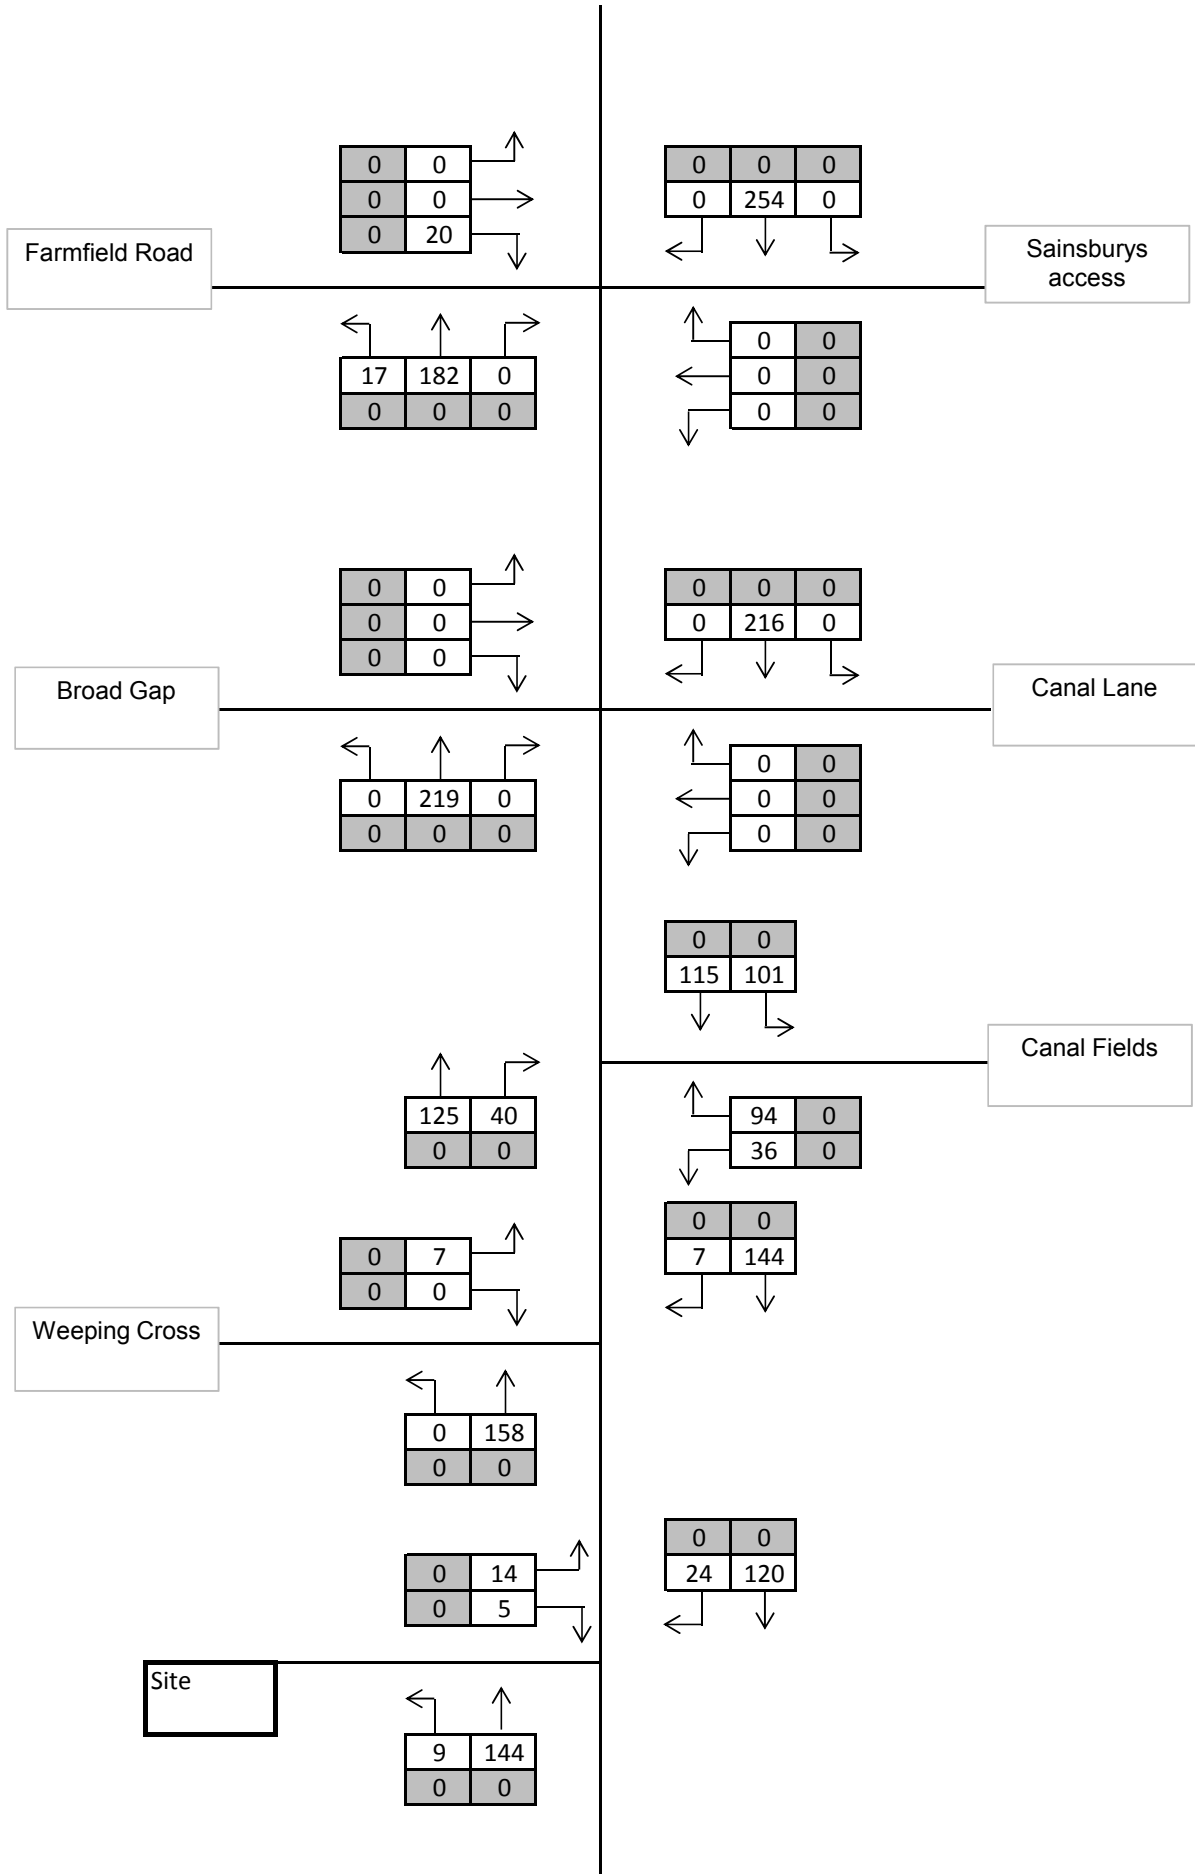 0 0
0 0
0 20
0 0 0
0 254 0
Farmfield Road
Sainsburys
access
17 182 0
0 0 0
0 0
0 0
0 0
0 0
0 0
0 0
0 0 0
0 216 0
Broad Gap
Canal Lane
0 219 0
0 0 0
0 0
0 0
0 0
0 0
115 101
Canal Fields
125 40
0 0
94 0
36 0
0 0
7 144
0 7
0 0
Weeping Cross
0 158
0 0
0 0
24 120
0 14
0 5
Site
9 144
0 0